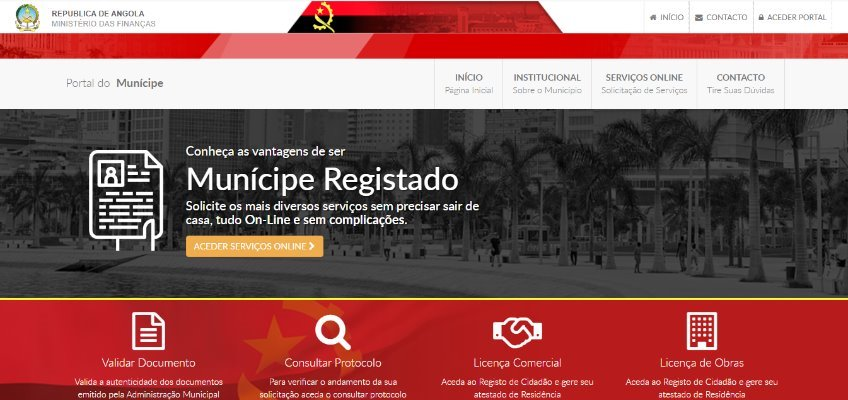 REPUBLICA DE ANGOLA
MINISTÉRIO DAS FINANÇAS
INÍCIO
CONTACTO
ACEDER PORTAL
Portal do Munícipe
INÍCIO
Página Inicial
INSTITUCIONAL
Sobre o Município
SERVIÇOS ONLINE
Solicitação de Serviços
CONTACTO
Tire Suas Dúvidas
Conheça as vantagens de ser
Munícipe Registado
Solicite os mais diversos serviços sem precisar sair de
casa, tudo On-Line e sem complicações.
ACEDER SERVIÇOS ONLINE
Validar Documento
Valida a autenticidade dos documentos
emitido pela Administração Municipal
Consultar Protocolo
Para verificar o andamento da sua
solicitação aceda o consultar protocolo
Licença Comercial
Aceda ao Registo de Cidadão e gere seu
atestado de Residência
Licença de Obras
Aceda ao Registo de Cidadão e gere seu
atestado de Residência